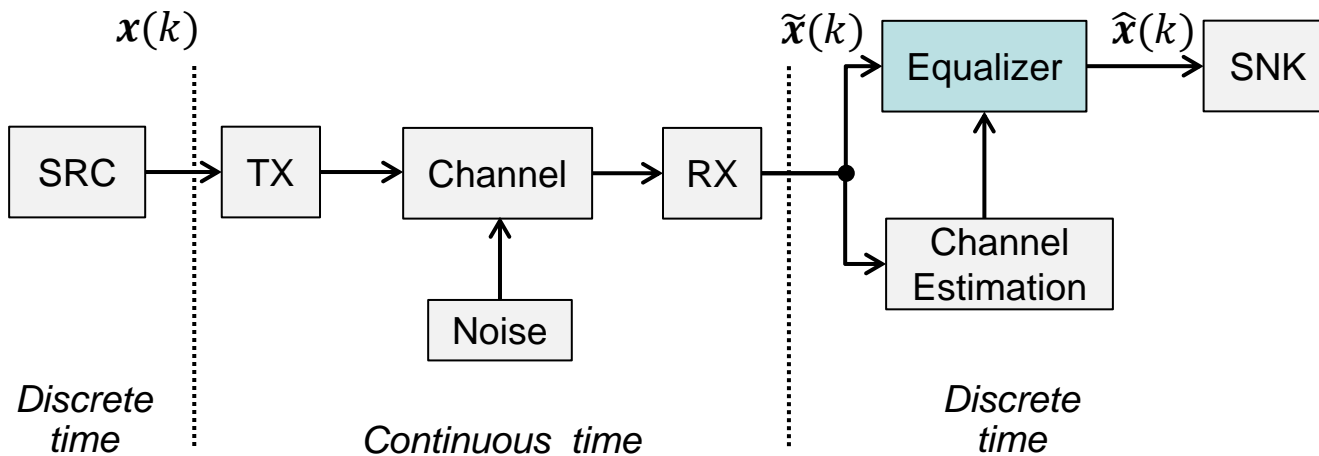 𝒙(k)
𝒙̃(k)
𝒙̂(k)
Equalizer
SNK
SRC
TX
Channel
RX
Channel
Estimation
Noise
Discrete
time
Continuous time
Discrete
time